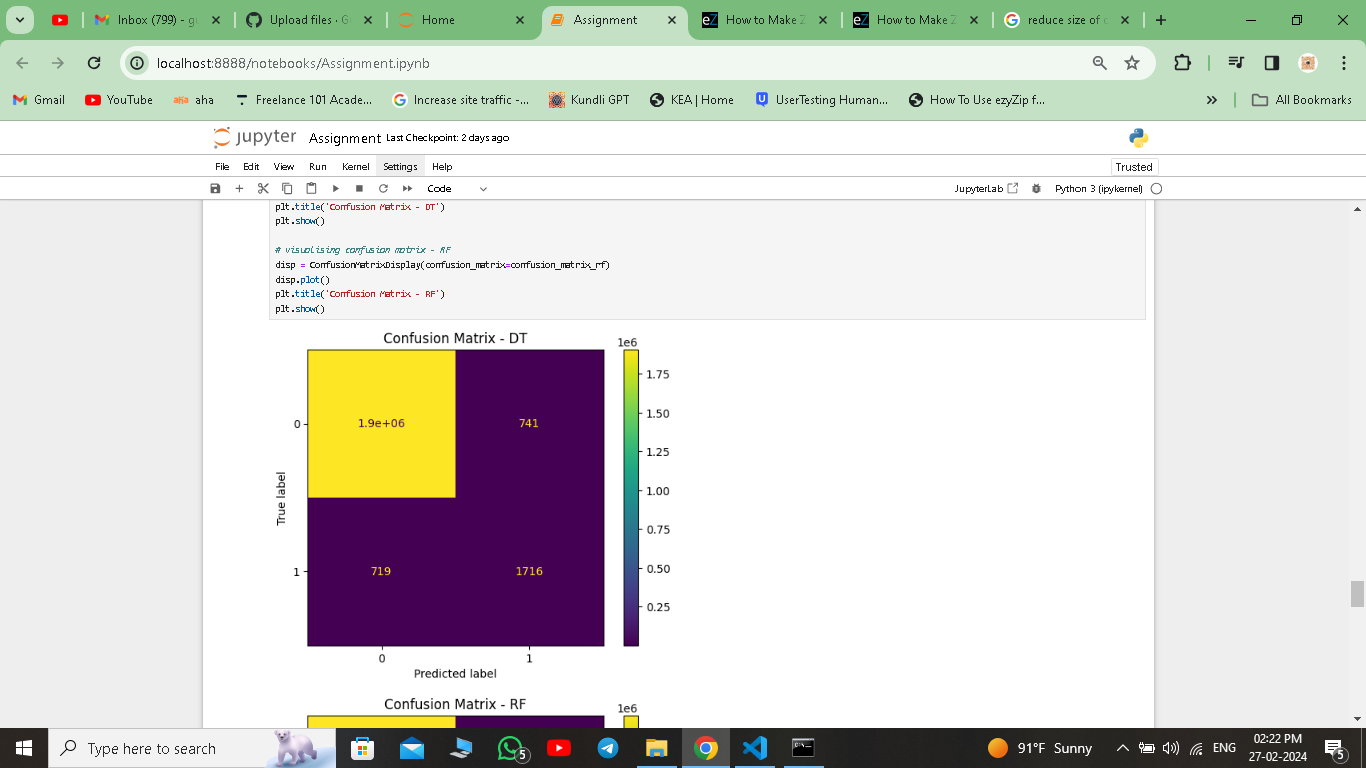 Inbox (799) - gu
Upload files · G
Home
Assignment
How to Make Z
How to Make Z
reduce size of c
localhost:8888/notebooks/Assignment.ipynb
Gmail
YouTube
aha
aha
Freelance 101 Acade...
Increase site traffic -...
Kundli GPT
KEA | Home
UserTesting Human...
How To Use ezyZip f...
»
All Bookmarks
jupyter
Assignment Last Checkpoint: 2 days ago
File Edit View Run Kernel Settings Help
Trusted
Code
JupyterLab
Python 3 (ipykernel)
plt.title('Confusion Matrix - DT')
plt.show()
# visualising confusion matrix - RF
disp = ConfusionMatrixDisplay(confusion_matrix=confusion_matrix_rf)
disp.plot()
plt.title('Confusion Matrix - RF')
plt.show()
Confusion Matrix - DT
1e6
1.75
1.50
1.25
1.00
0.75
0.50
0.25
True label
0
1.9e+06
741
1
719
1716
0
1
Predicted label
Confusion Matrix - RF
1e6
Type here to search
5
91°F Sunny
ENG
02:22 PM
27-02-2024
5